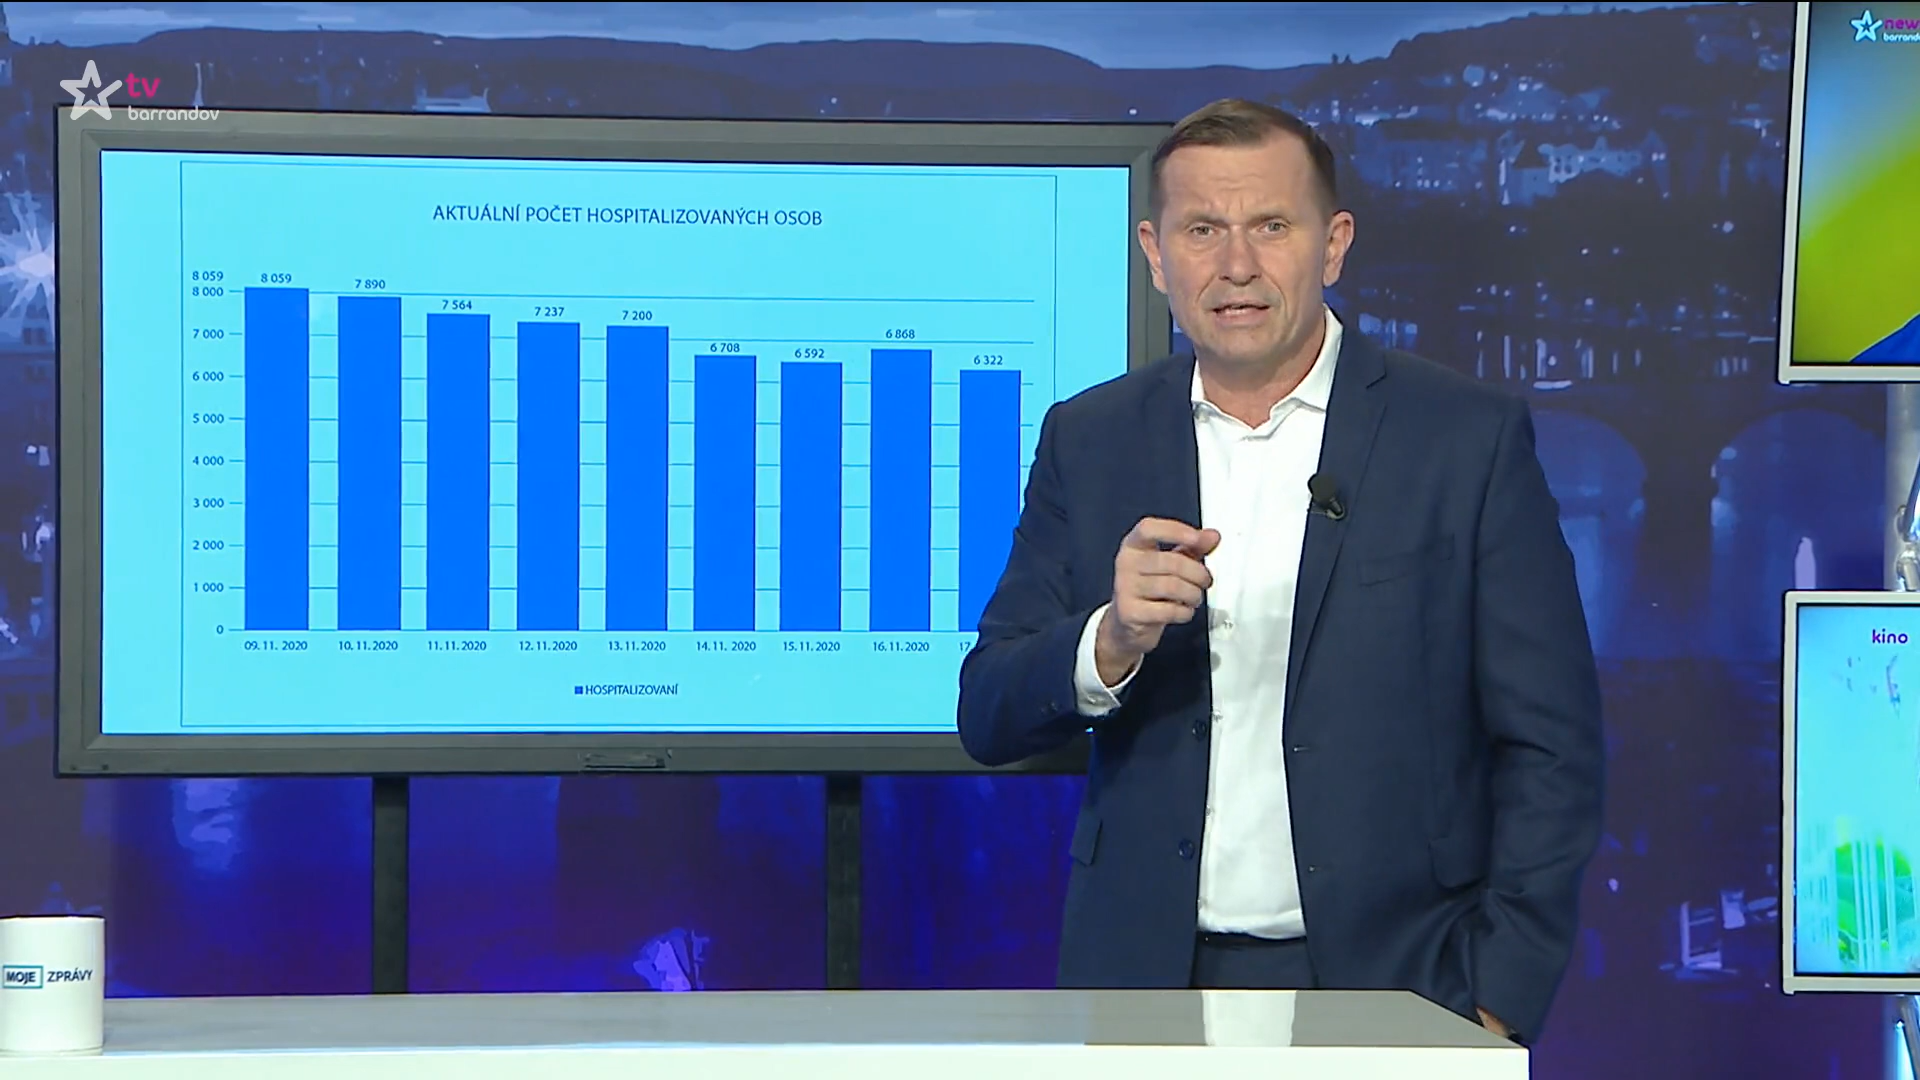 tv
barrandov
AKTUÁLNÍ POČET HOSPITALIZOVANÝCH OSOB
8 059
8 000
7 000
6 000
5 000
4 000
3 000
2 000
1 000
0
8 059
7 890
7 564
7 237
7 200
6 708
6 592
6 868
6 322
09. 11. 2020
10. 11. 2020
11. 11. 2020
12. 11. 2020
13. 11. 2020
14. 11. 2020
15. 11. 2020
16. 11. 2020
17
HOSPITALIZOVANÍ
MOJE ZPRÁVY
news
barrandov
kino